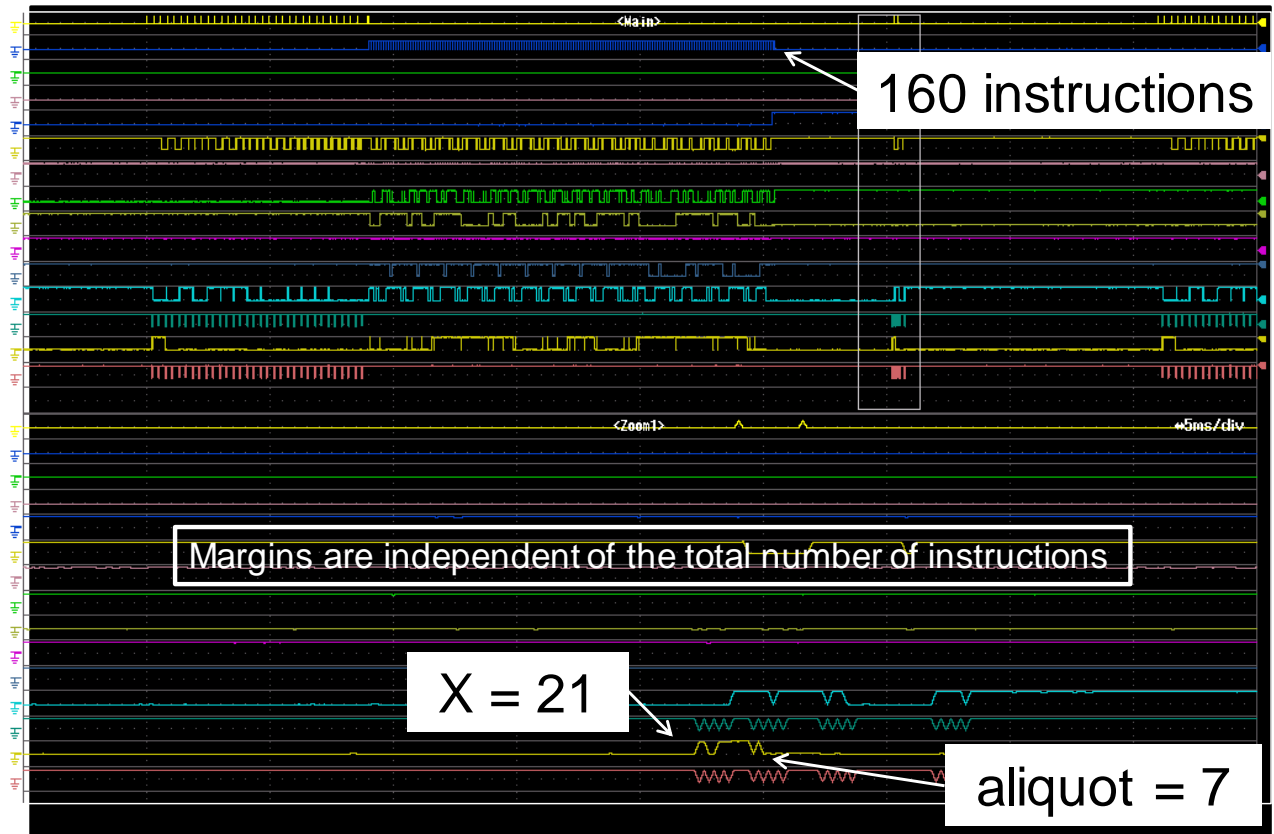 <Main>
160 instructions
<Zoom1>
5ms/div
Margins are independent of the total number of instructions
X = 21
aliquot = 7